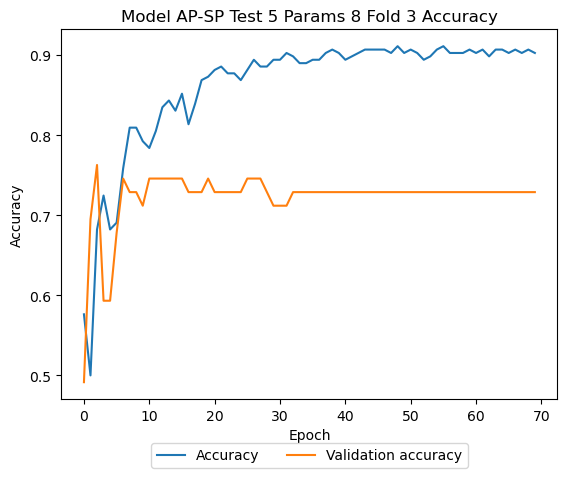 Model AP-SP Test 5 Params 8 Fold 3 Accuracy
Accuracy
0.9
0.8
0.7
0.6
0.5
0 10 20 30 40 50 60 70
Epoch
Accuracy Validation accuracy